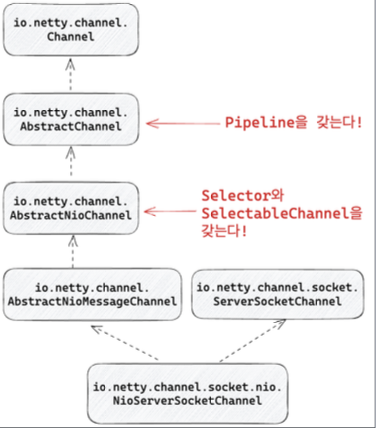 io.netty.channel.
Channel
io.netty.channel.
AbstractChannel
Pipeline을 갖는다!
io.netty.channel.
AbstractNioChannel
Selector와
SelectableChannel을
갖는다!
io.netty.channel.
AbstractNioMessageChannel
io.netty.channel.socket.
ServerSocketChannel
io.netty.channel.socket.nio.
NioServerSocketChannel